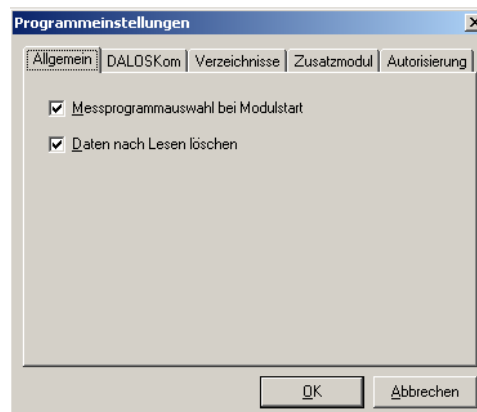 Programmeinstellungen
Allgemein DALOSKom Verzeichnisse Zusatzmodul Autorisierung
Messprogrammauswahl bei Modulstart
Daten nach Lesen löschen
OK Abbrechen